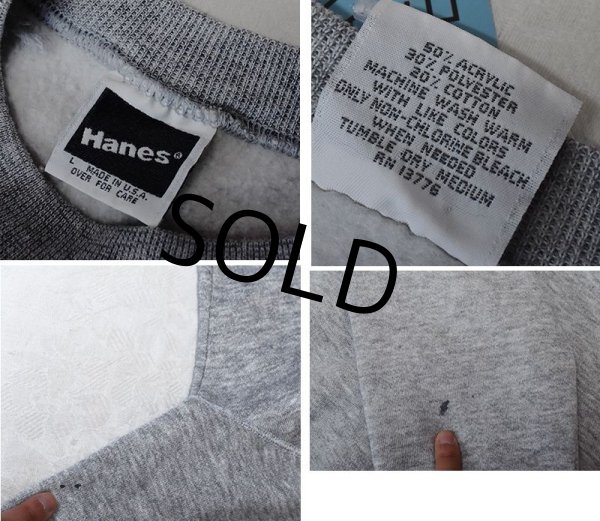 Hanes®
L MADE IN U.S.A.
OVER FOR CARE
50% ACRYLIC
30% POLYESTER
20% COTTON
MACHINE WASH WARM
WITH LIKE COLORS
ONLY NON-CHLORINE BLEACH
WHEN NEEDED
TUMBLE DRY MEDIUM
RN 13776
SOLD